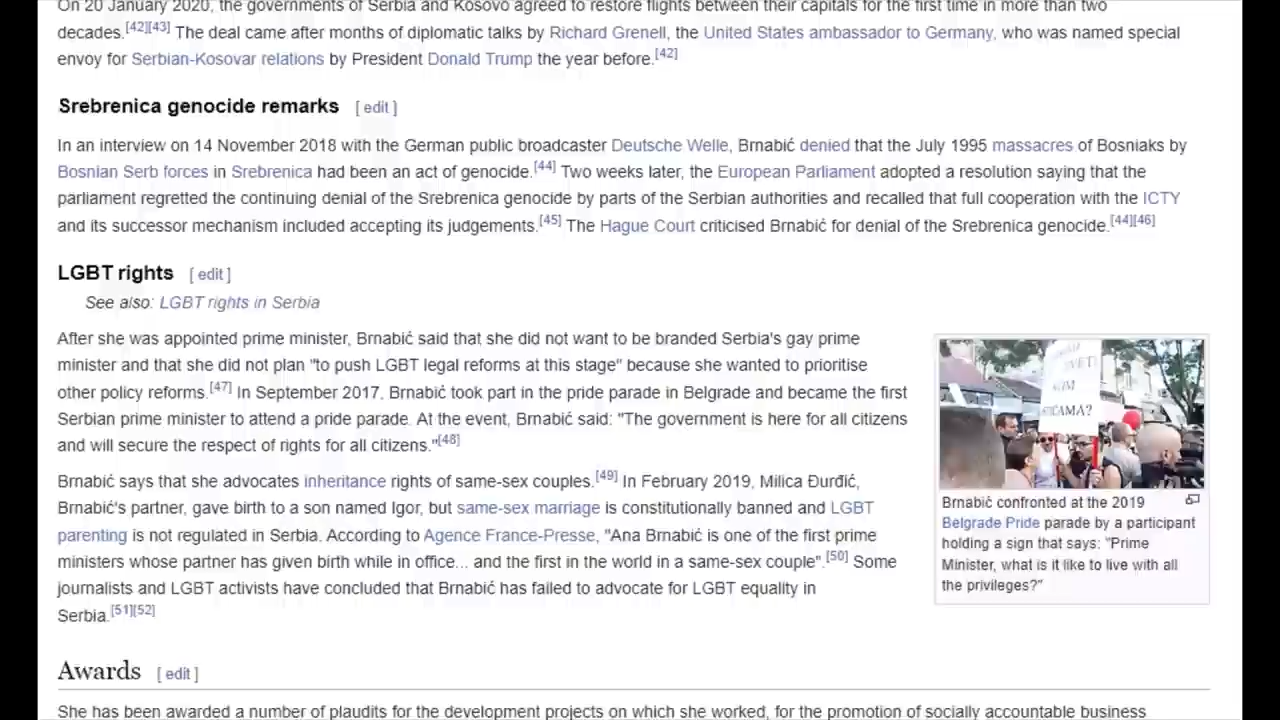 On 20 January 2020, the governments of Serbia and Kosovo agreed to restore flights between their capitals for the first time in more than two
decades.[42][43] The deal came after months of diplomatic talks by Richard Grenell, the United States ambassador to Germany, who was named special
envoy for Serbian-Kosovar relations by President Donald Trump the year before.[42]
Srebrenica genocide remarks [ edit ]
In an interview on 14 November 2018 with the German public broadcaster Deutsche Welle, Brnabić denied that the July 1995 massacres of Bosniaks by
Bosnian Serb forces in Srebrenica had been an act of genocide.[44] Two weeks later, the European Parliament adopted a resolution saying that the
parliament regretted the continuing denial of the Srebrenica genocide by parts of the Serbian authorities and recalled that full cooperation with the ICTY
and its successor mechanism included accepting its judgements.[45] The Hague Court criticised Brnabić for denial of the Srebrenica genocide.[44][46]
LGBT rights [ edit ]
See also: LGBT rights in Serbia
After she was appointed prime minister, Brnabić said that she did not want to be branded Serbia's gay prime
minister and that she did not plan "to push LGBT legal reforms at this stage" because she wanted to prioritise
other policy reforms.[47] In September 2017, Brnabić took part in the pride parade in Belgrade and became the first
Serbian prime minister to attend a pride parade. At the event, Brnabić said: "The government is here for all citizens
and will secure the respect of rights for all citizens."[48]
Brnabić says that she advocates inheritance rights of same-sex couples.[49] In February 2019, Milica Đurđić,
Brnabić's partner, gave birth to a son named Igor, but same-sex marriage is constitutionally banned and LGBT
parenting is not regulated in Serbia. According to Agence France-Presse, "Ana Brnabić is one of the first prime
ministers whose partner has given birth while in office... and the first in the world in a same-sex couple".[50] Some
journalists and LGBT activists have concluded that Brnabić has failed to advocate for LGBT equality in
Serbia.[51][52]
Brnabić confronted at the 2019
Belgrade Pride parade by a participant
holding a sign that says: "Prime
Minister, what is it like to live with all
the privileges?"
Awards [ edit ]
She has been awarded a number of plaudits for the development projects on which she worked, for the promotion of socially accountable business